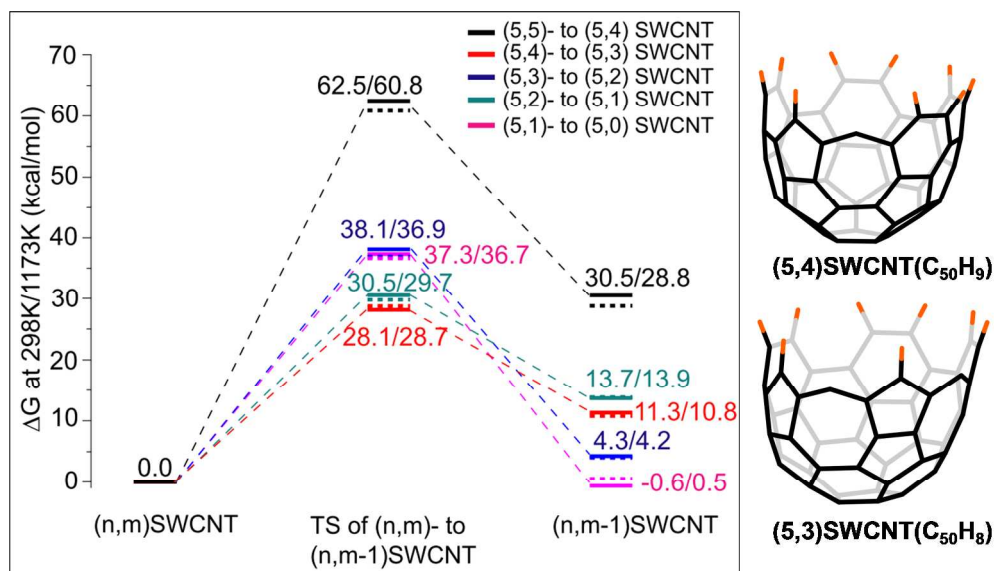 70
60
50
40
30
20
10
0
ΔG at 298K/1173K (kcal/mol)
(5,5)- to (5,4) SWCNT
(5,4)- to (5,3) SWCNT
(5,3)- to (5,2) SWCNT
(5,2)- to (5,1) SWCNT
(5,1)- to (5,0) SWCNT
62.5/60.8
38.1/36.9
37.3/36.7
30.5/29.7
28.1/28.7
30.5/28.8
13.7/13.9
11.3/10.8
4.3/4.2
-0.6/0.5
0.0
(n,m)SWCNT
TS of (n,m)- to
(n,m-1)SWCNT
(n,m-1)SWCNT
(5,4)SWCNT(C₅₀H₉)
(5,3)SWCNT(C₅₀H₈)